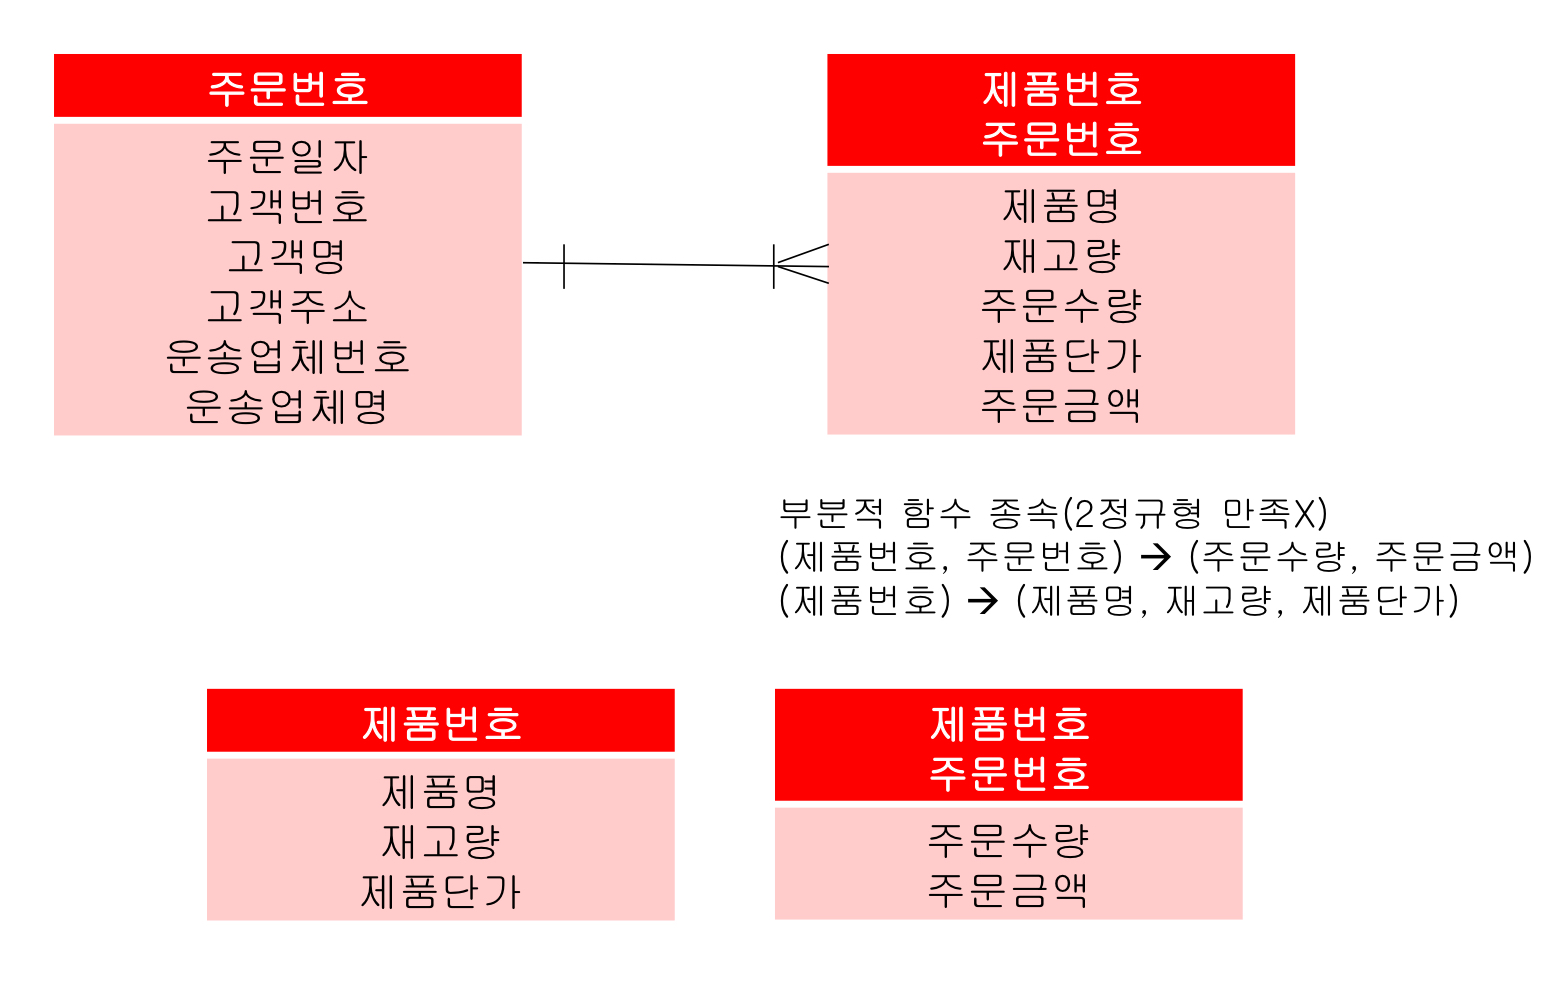 주문번호
주문일자
고객번호
고객명
고객주소
운송업체번호
운송업체명
제품번호
주문번호
제품명
재고량
주문수량
제품단가
주문금액
부분적 함수 종속(2정규형 만족X)
(제품번호, 주문번호) → (주문수량, 주문금액)
(제품번호) → (제품명, 재고량, 제품단가)
제품번호
제품명
재고량
제품단가
제품번호
주문번호
주문수량
주문금액